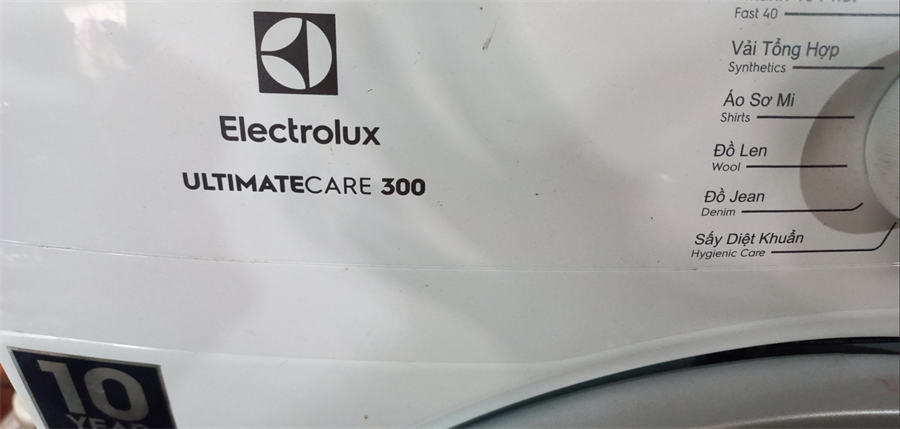 Electrolux
ULTIMATECARE 300
Fast 40
Vải Tổng Hợp
Synthetics
Áo Sơ Mi
Shirts
Đồ Len
Wool
Đồ Jean
Denim
Sấy Diệt Khuẩn
Hygienic Care
10
YEAR